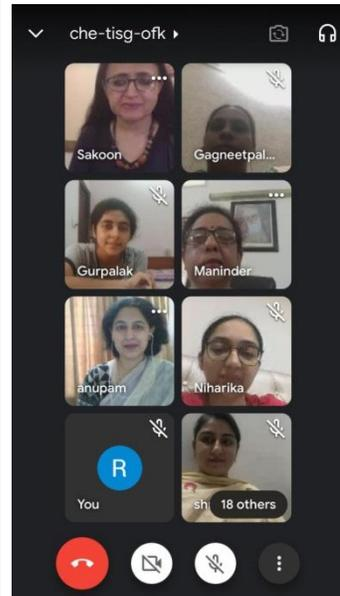 che-tisg-ofk
Sakoon
Gagneetpal...
Gurpalak
Maninder
anupam
Niharika
R
You
sh
18 others